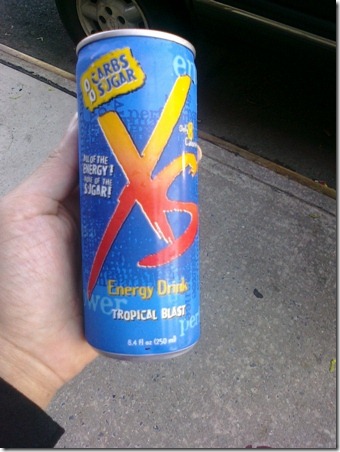 0 CARBS
0 SUGAR
XS
ALL OF THE
ENERGY!
NONE OF THE
SUGAR!
Energy Drink
TROPICAL BLAST
8.4 fl oz (250 ml)